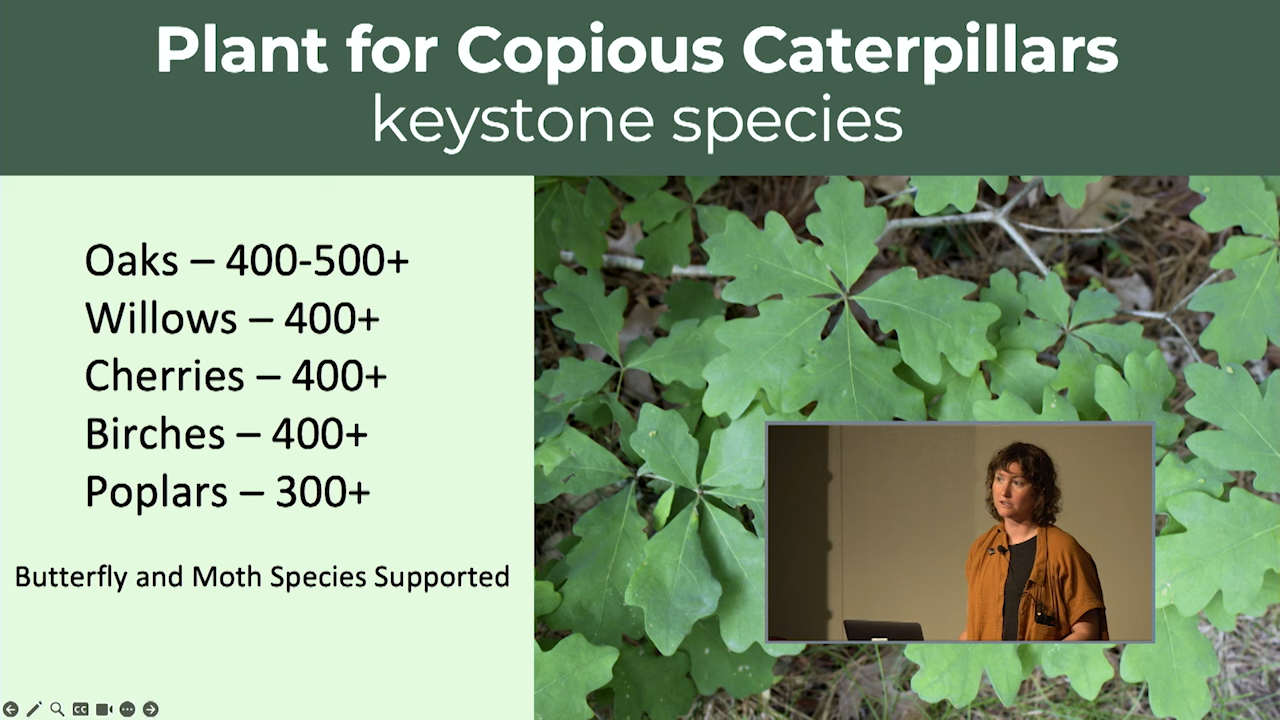 Plant for Copious Caterpillars
keystone species
Oaks – 400-500+
Willows – 400+
Cherries – 400+
Birches – 400+
Poplars – 300+
Butterfly and Moth Species Supported
CC